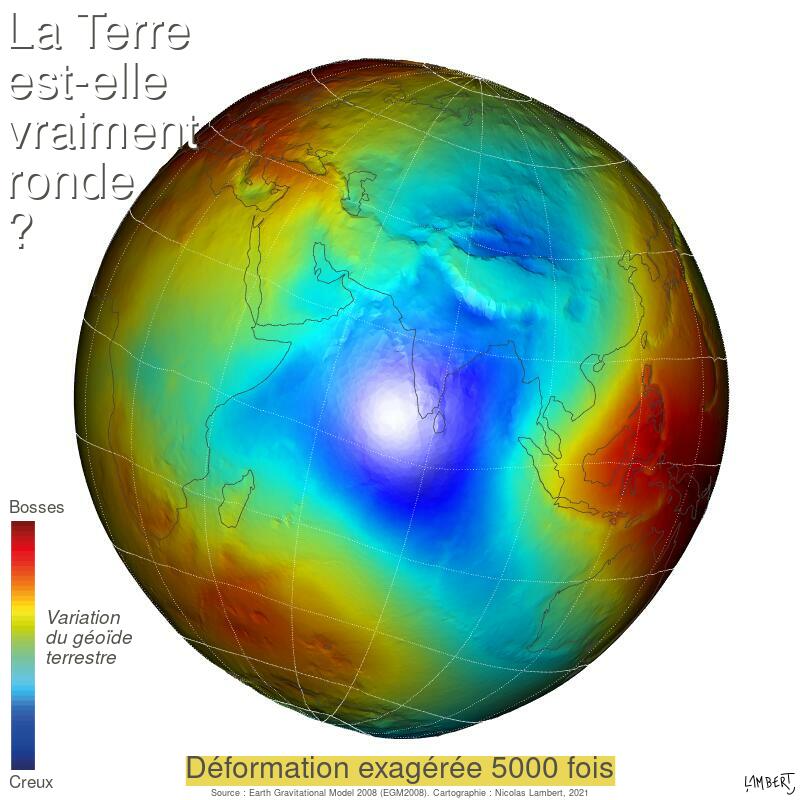 La Terre
est-elle
vraiment
ronde
?
Bosses
Variation
du géoïde
terrestre
Creux
Déformation exagérée 5000 fois
Source : Earth Gravitational Model 2008 (EGM2008). Cartographie : Nicolas Lambert, 2021
LAMBERT